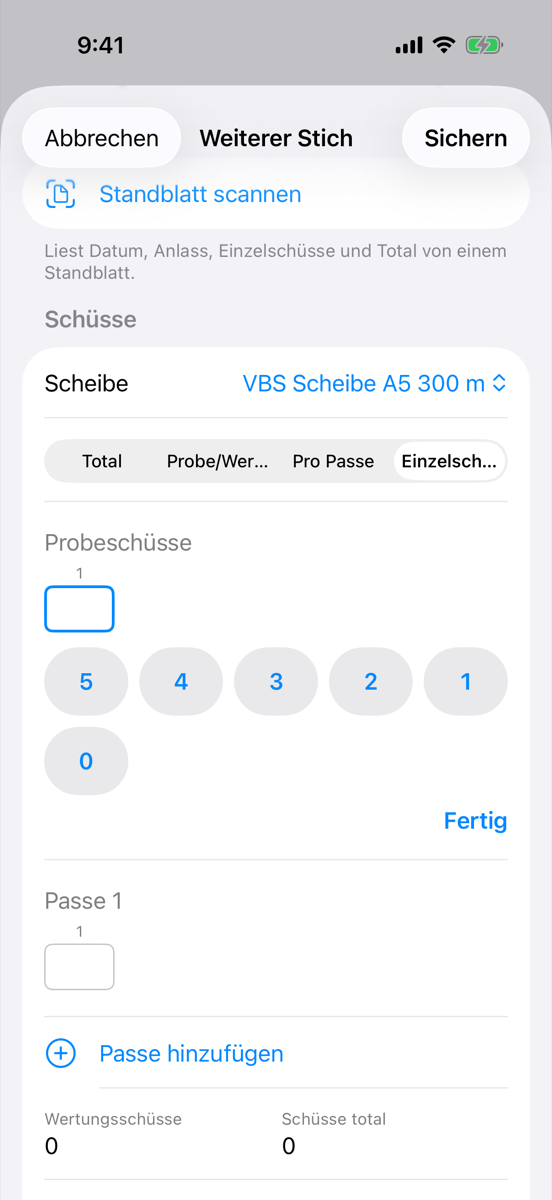 9:41
Abbrechen
Weiterer Stich
Sichern
Standblatt scannen
Liest Datum, Anlass, Einzelschüsse und Total von einem
Standblatt.
Schüsse
Scheibe
VBS Scheibe A5 300 m
Total
Probe/Wer...
Pro Passe
Einzelsch...
Probeschüsse
1
5
4
3
2
1
0
Fertig
Passe 1
1
Passe hinzufügen
Wertungsschüsse
Schüsse total
0
0